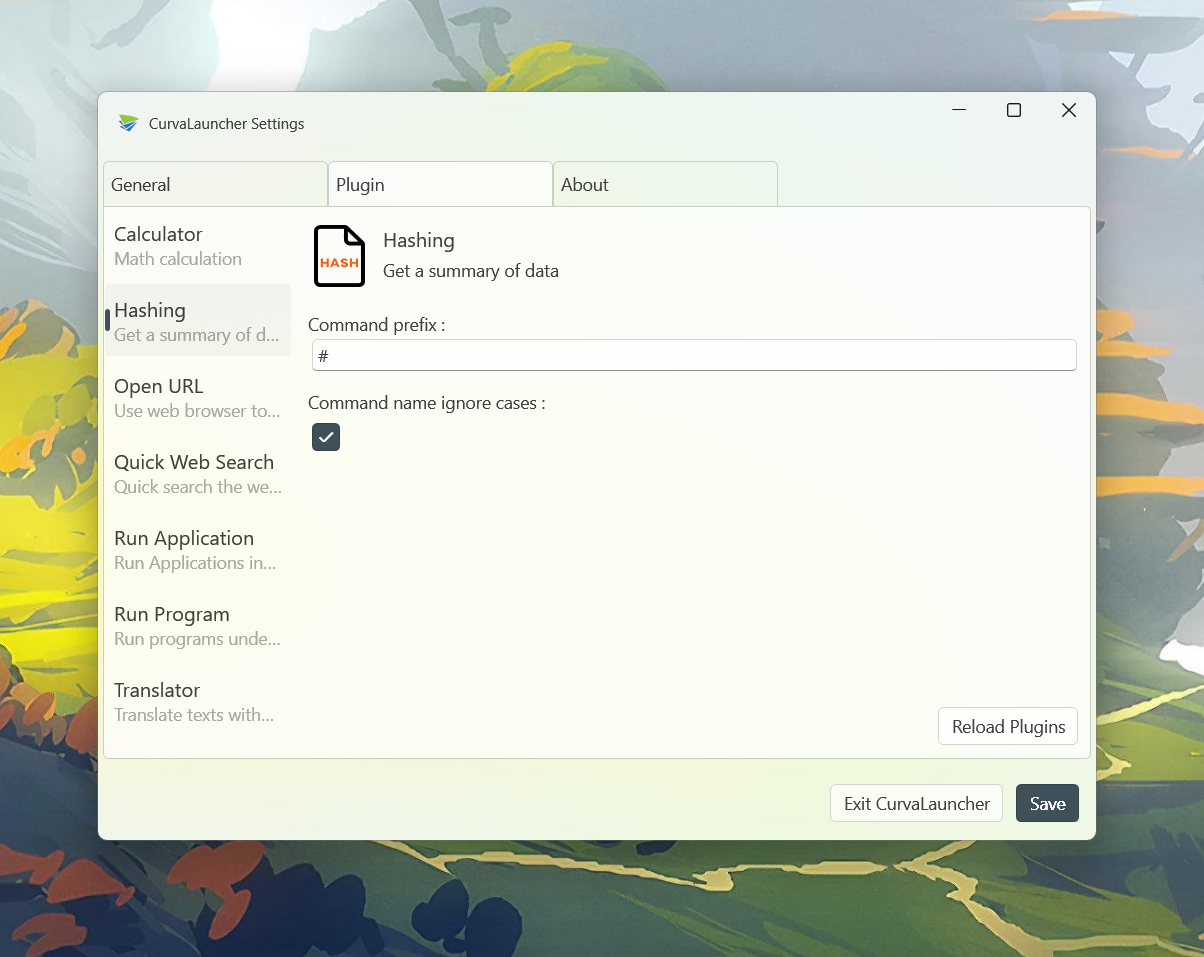 CurvaLauncher Settings
General
Plugin
About
Calculator
Math calculation
Hashing
Get a summary of d...
Open URL
Use web browser to...
Quick Web Search
Quick search the we...
Run Application
Run Applications in...
Run Program
Run programs unde...
Translator
Translate texts with...
HASH
Hashing
Get a summary of data
Command prefix :
#
Command name ignore cases :
Reload Plugins
Exit CurvaLauncher
Save